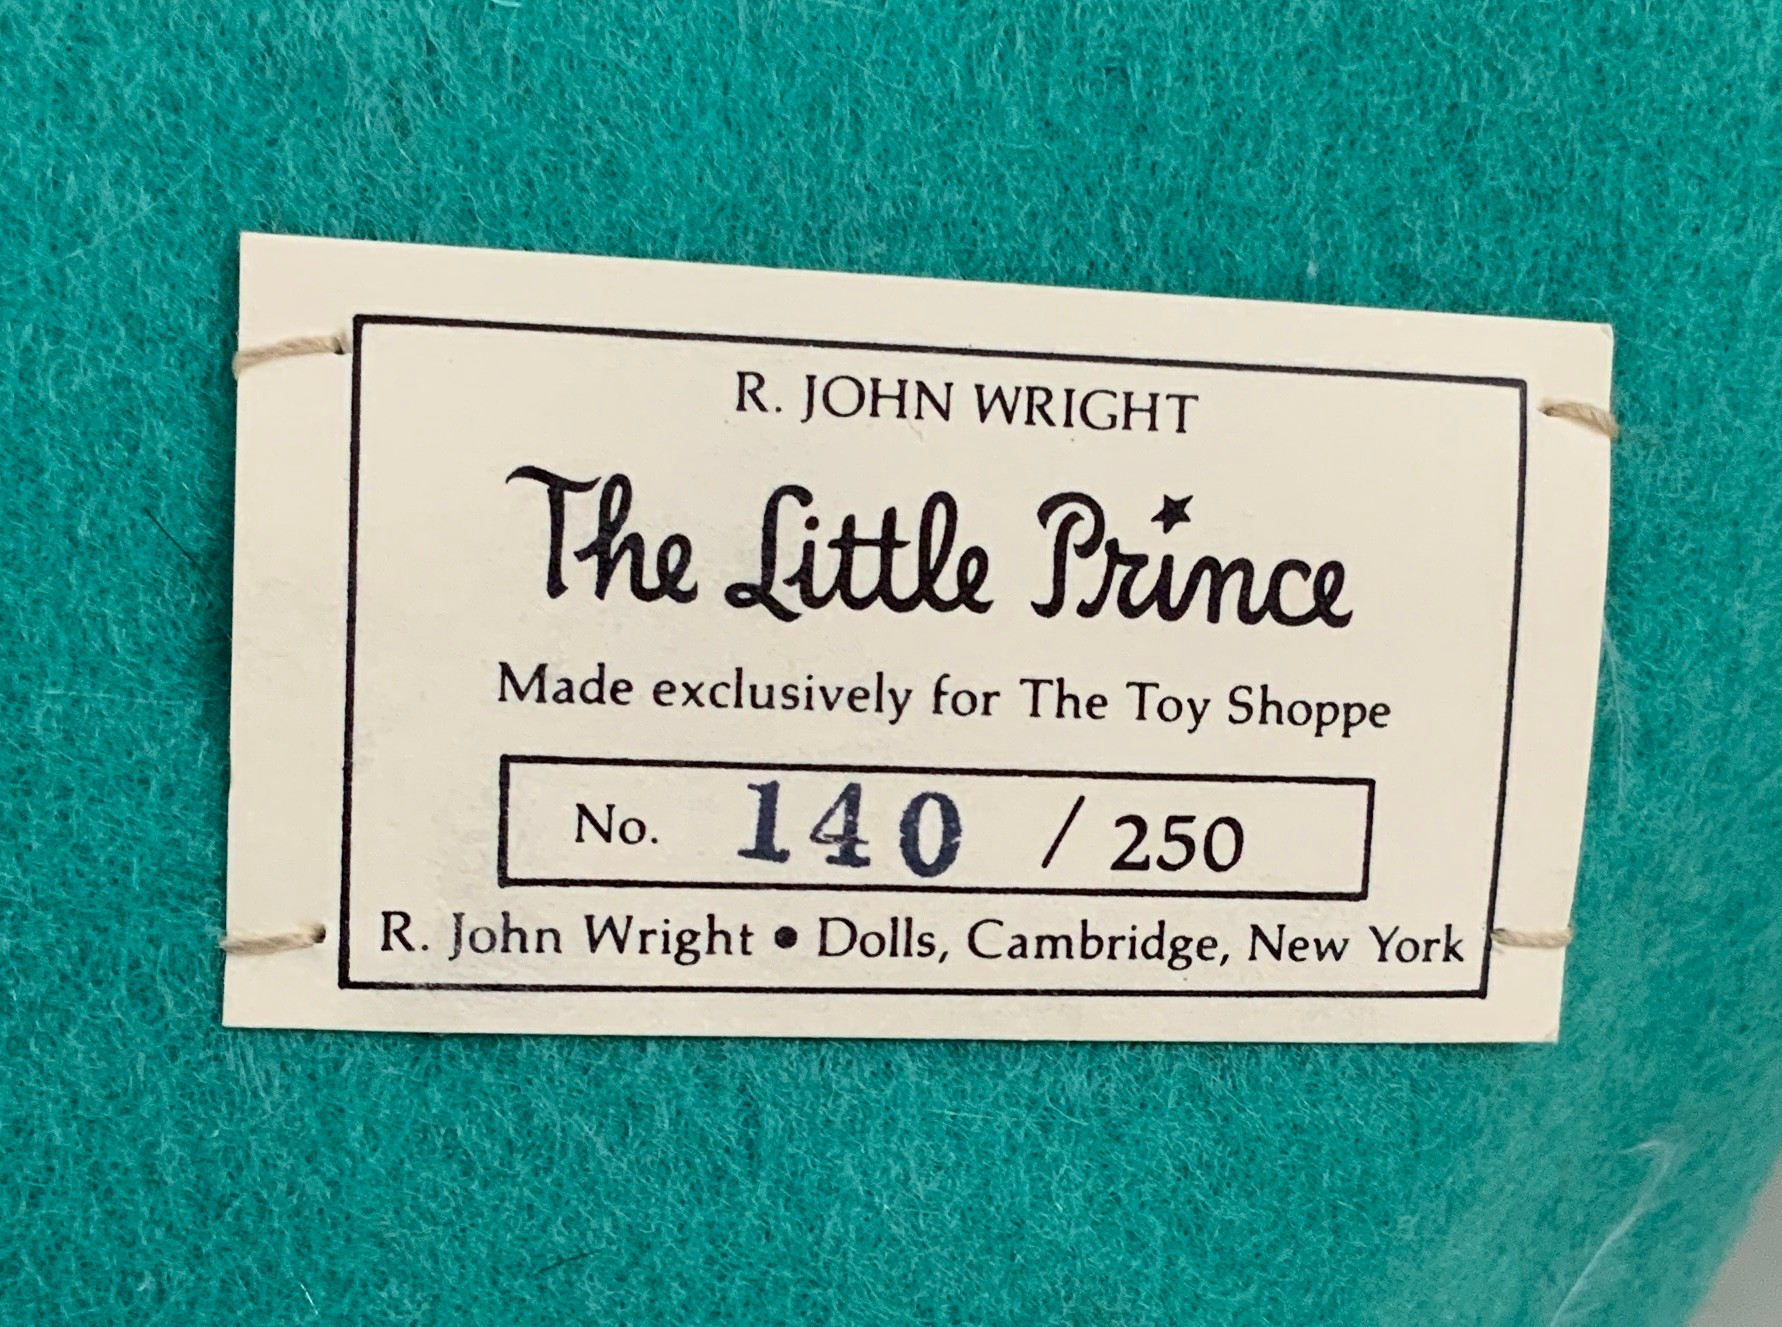 R. JOHN WRIGHT
The Little Prince
Made exclusively for The Toy Shoppe
No. 140 / 250
R. John Wright • Dolls, Cambridge, New York